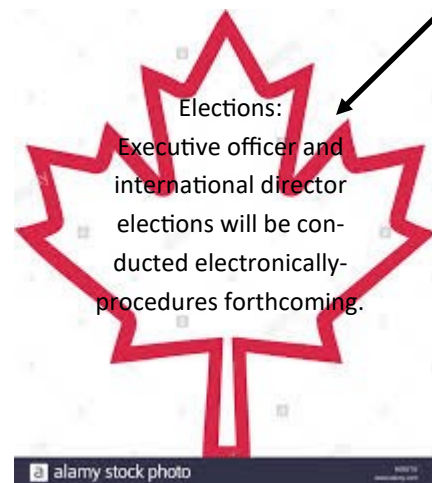 Elections:
Executive officer and
international director
elections will be con-
ducted electronically-
procedures forthcoming.
a alamy stock photo